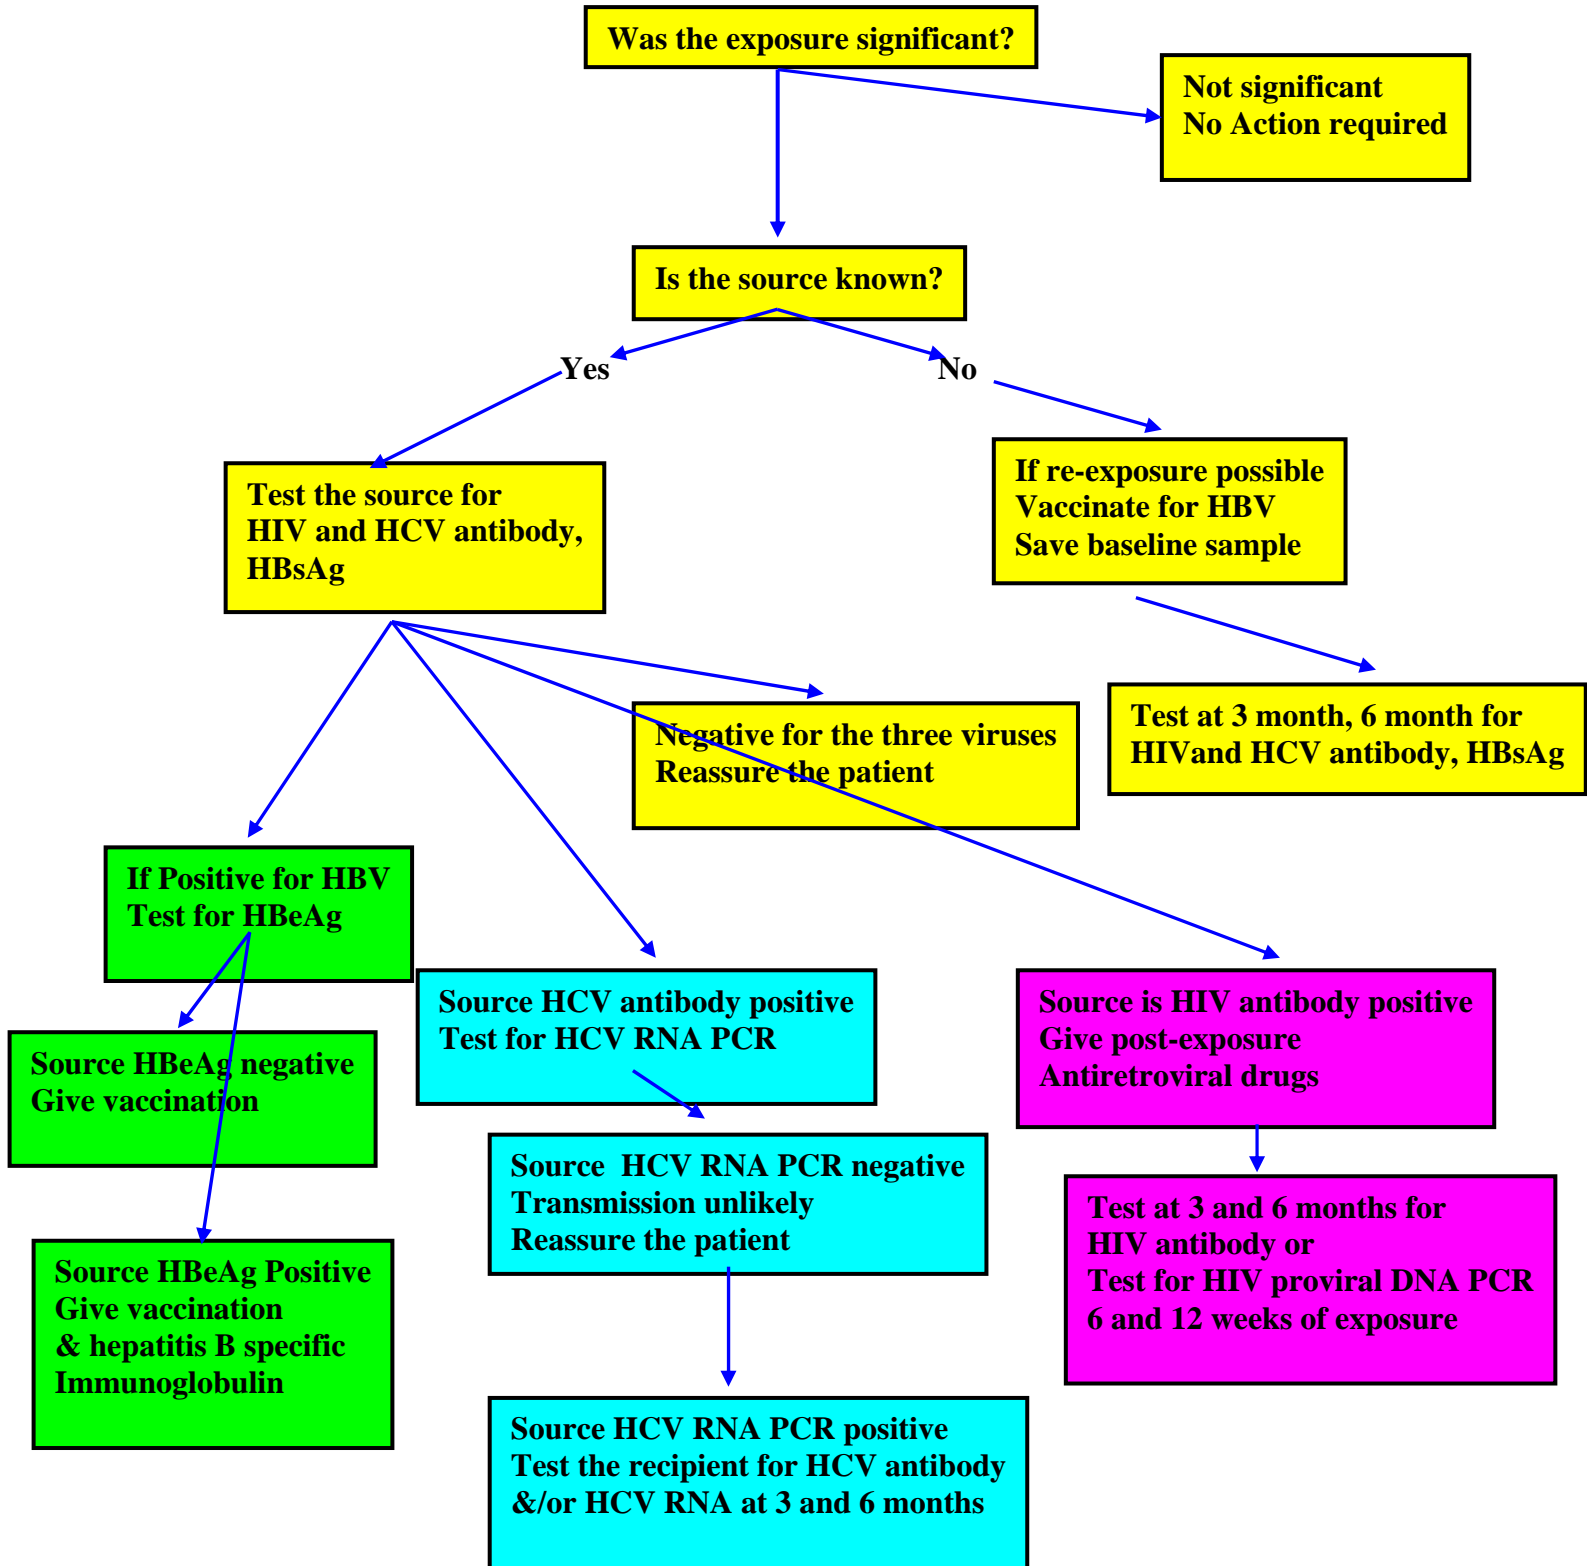 Was the exposure significant?
Not significant
No Action required
Is the source known?
Yes
No
Test the source for
HIV and HCV antibody,
HBsAg
If re-exposure possible
Vaccinate for HBV
Save baseline sample
Negative for the three viruses
Reassure the patient
Test at 3 month, 6 month for
HIVand HCV antibody, HBsAg
If Positive for HBV
Test for HBeAg
Source HCV antibody positive
Test for HCV RNA PCR
Source is HIV antibody positive
Give post-exposure
Antiretroviral drugs
Source HBeAg negative
Give vaccination
Source  HCV RNA PCR negative
Transmission unlikely
Reassure the patient
Test at 3 and 6 months for
HIV antibody or
Test for HIV proviral DNA PCR
6 and 12 weeks of exposure
Source HBeAg Positive
Give vaccination
& hepatitis B specific
Immunoglobulin
Source HCV RNA PCR positive
Test the recipient for HCV antibody
&/or HCV RNA at 3 and 6 months